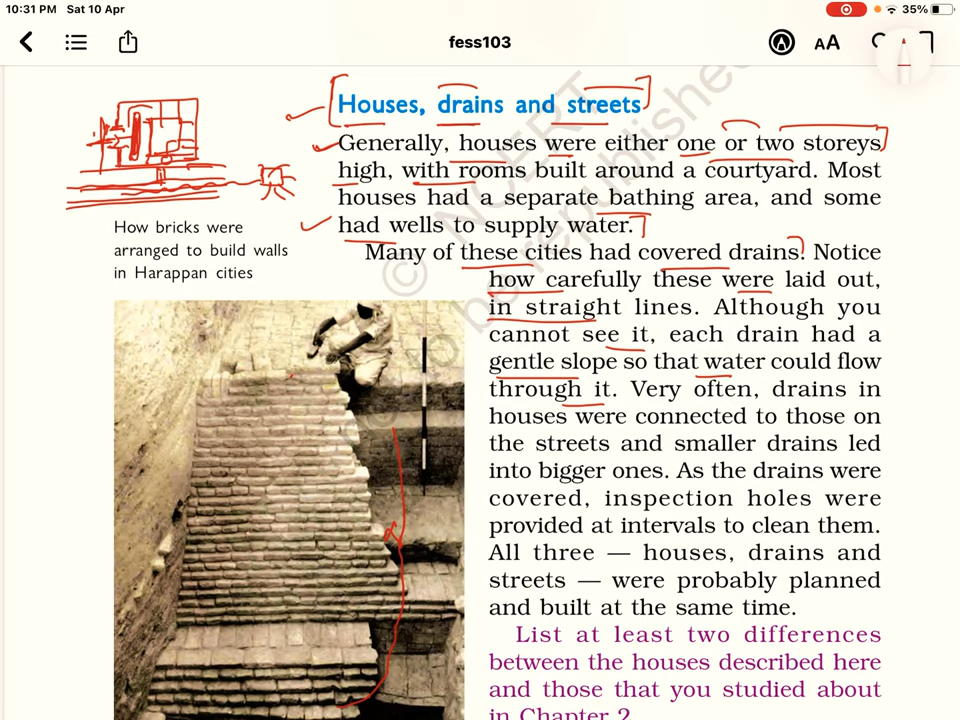 10:31 PM Sat 10 Apr
35%
fess103
AA
Houses, drains and streets
Generally, houses were either one or two storeys
high, with rooms built around a courtyard. Most
houses had a separate bathing area, and some
had wells to supply water.
How bricks were
arranged to build walls
in Harappan cities
Many of these cities had covered drains. Notice
how carefully these were laid out,
in straight lines. Although you
cannot see it, each drain had a
gentle slope so that water could flow
through it. Very often, drains in
houses were connected to those on
the streets and smaller drains led
into bigger ones. As the drains were
covered, inspection holes were
provided at intervals to clean them.
All three — houses, drains and
streets — were probably planned
and built at the same time.
List at least two differences
between the houses described here
and those that you studied about
in Chapter 2.
© NCERT
republished